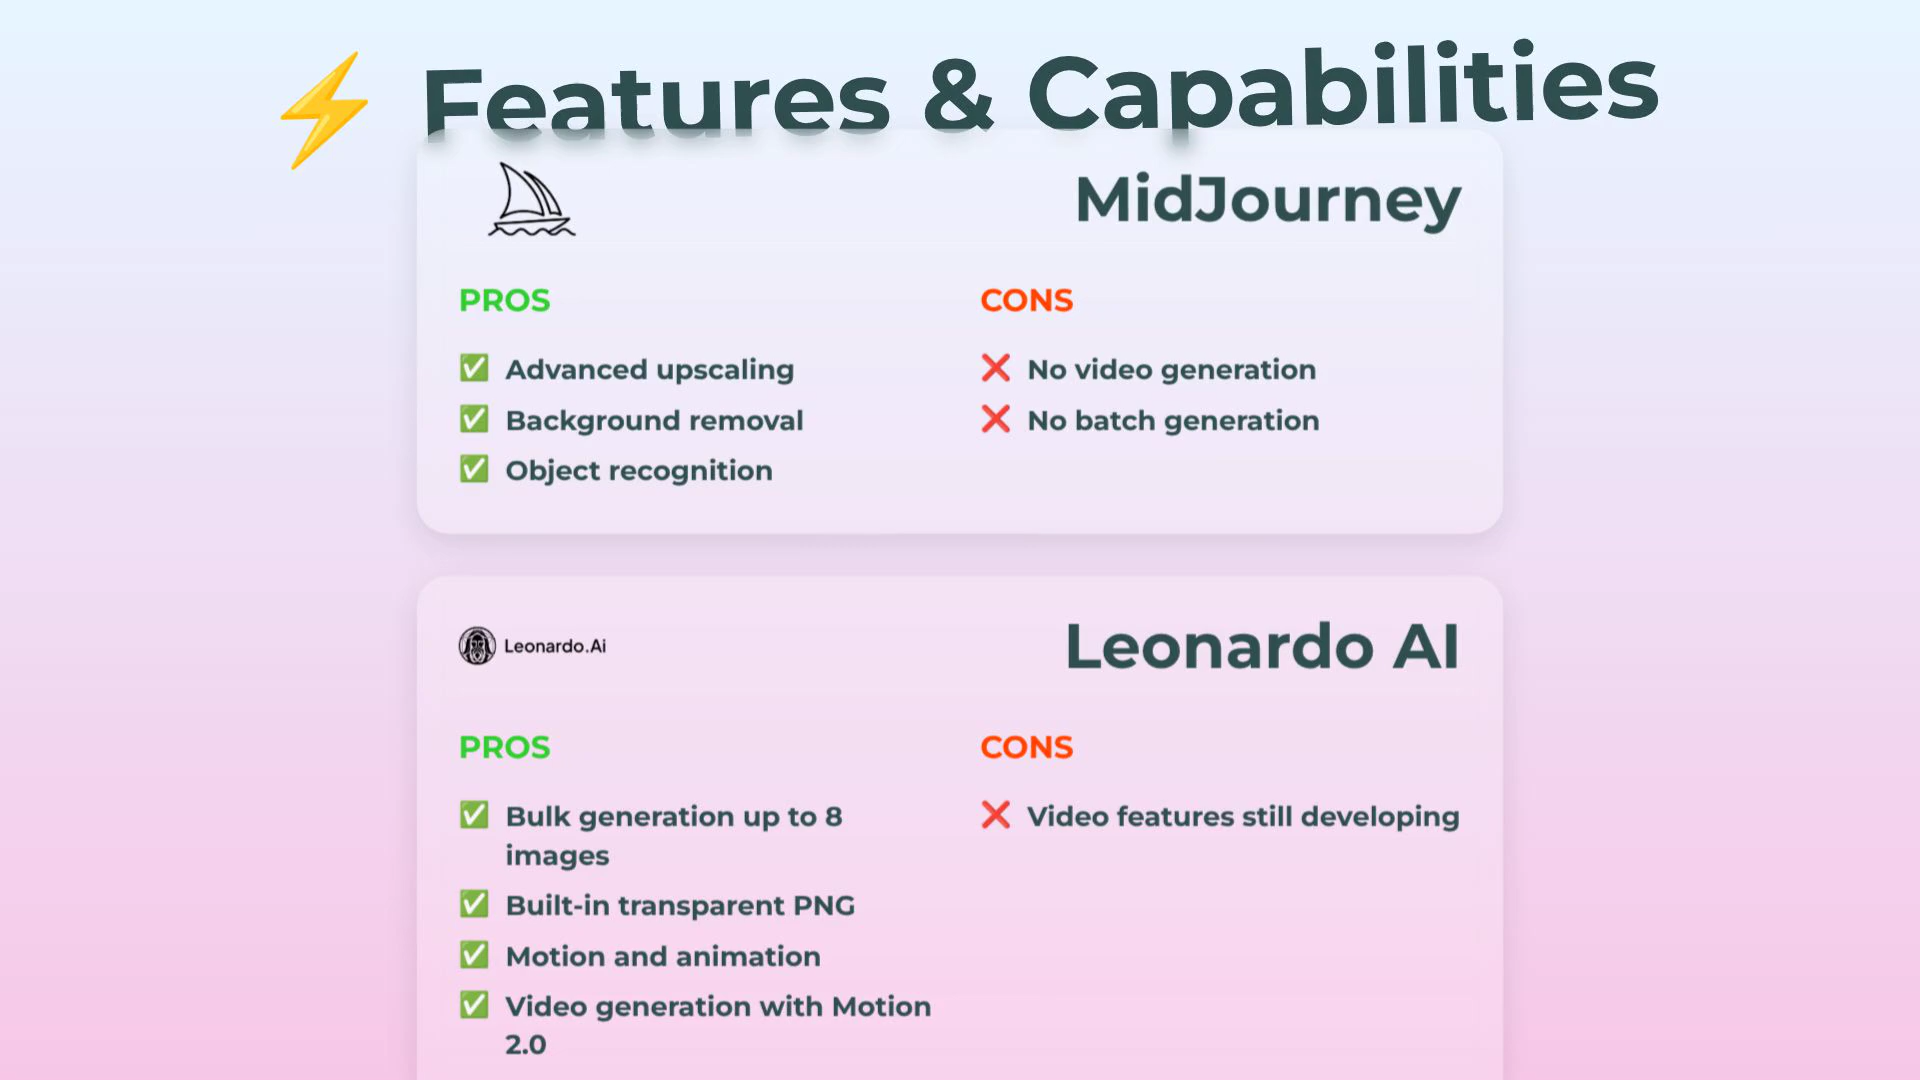 ⚡ Features & Capabilities
MidJourney
PROS
✅ Advanced upscaling
✅ Background removal
✅ Object recognition
CONS
❌ No video generation
❌ No batch generation
Leonardo.Ai
Leonardo AI
PROS
✅ Bulk generation up to 8
images
✅ Built-in transparent PNG
✅ Motion and animation
✅ Video generation with Motion
2.0
CONS
❌ Video features still developing